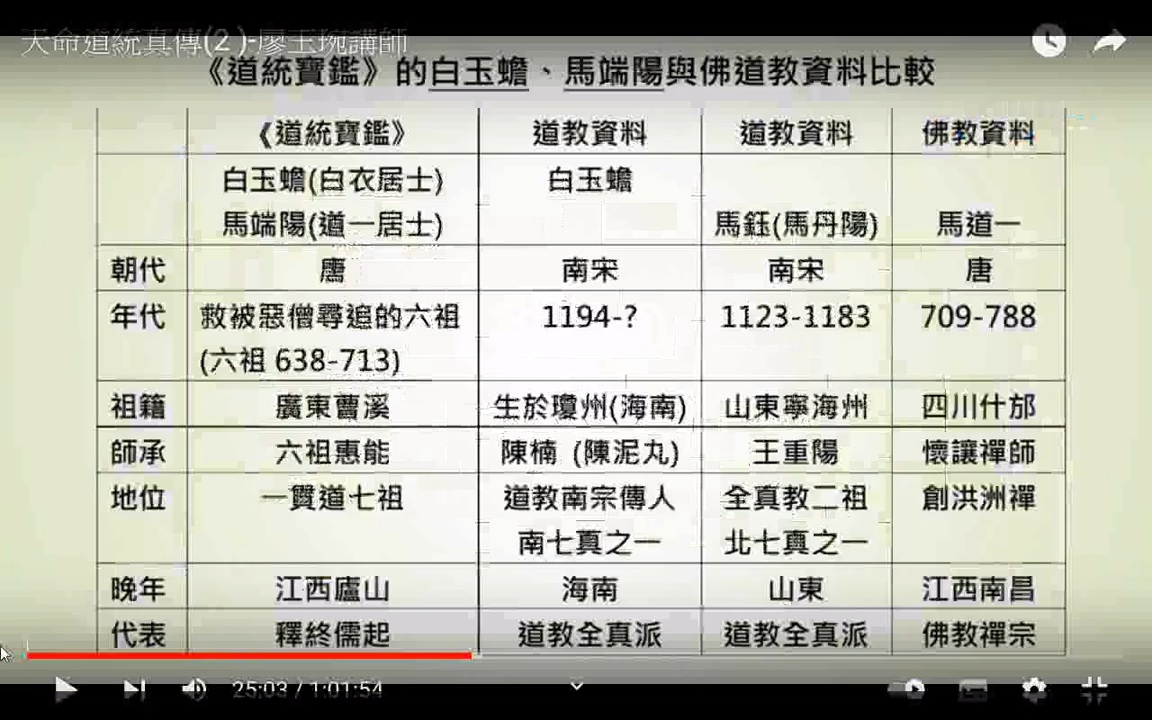 天命道統真傳(2)-廖玉琬講師
《道統寶鑑》的白玉蟾、馬端陽與佛道教資料比較
《道統寶鑑》 道教資料 道教資料 佛教資料
白玉蟾(白衣居士) 白玉蟾
馬端陽(道一居士) 馬鈺(馬丹陽) 馬道一
朝代 唐 南宋 南宋 唐
年代 救被惡僧尋追的六祖 1194-? 1123-1183 709-788
(六祖 638-713)
祖籍 廣東曹溪 生於瓊州(海南) 山東寧海州 四川什邡
師承 六祖惠能 陳楠 (陳泥丸) 王重陽 懷讓禪師
地位 一貫道七祖 道教南宗傳人 全真教二祖 創洪洲禪
南七真之一 北七真之一
晚年 江西廬山 海南 山東 江西南昌
代表 釋終儒起 道教全真派 道教全真派 佛教禪宗
25:03 / 1:01:54